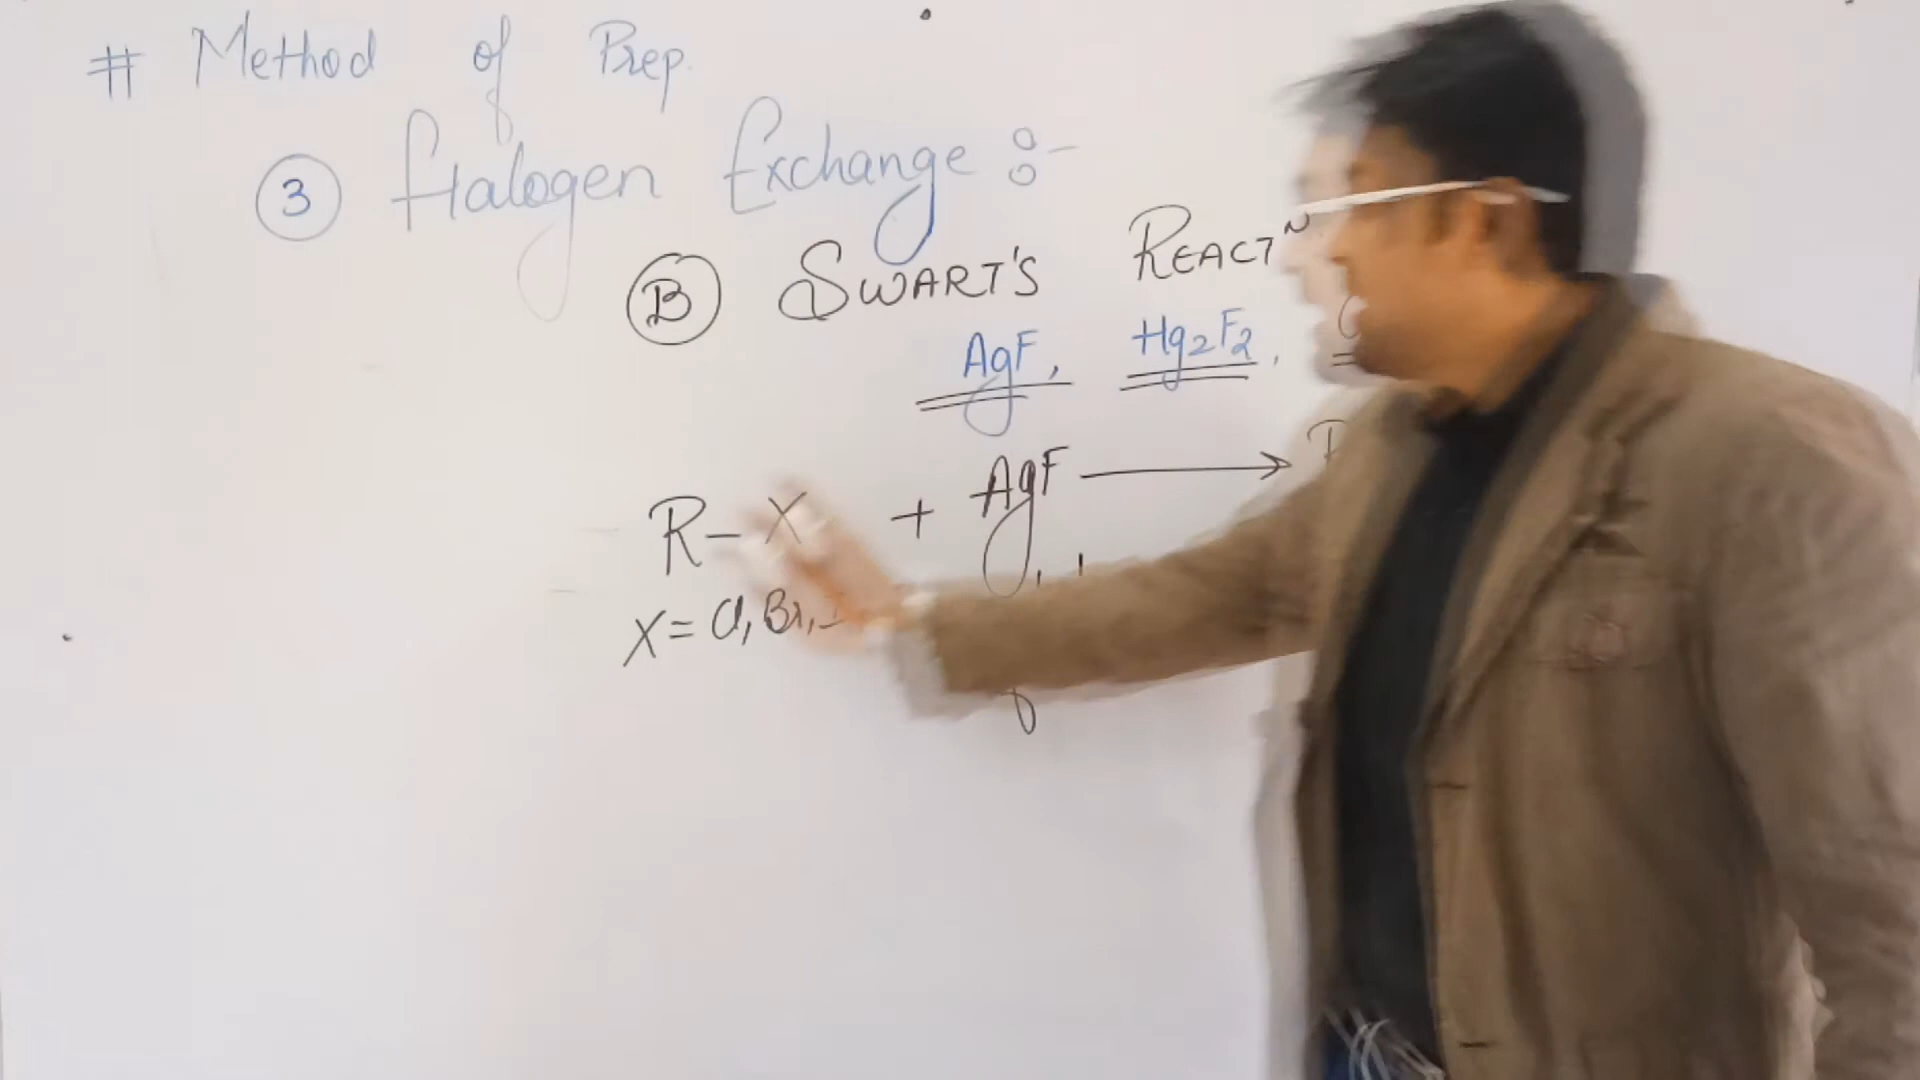 # Method of Prep.
③ Halogen Exchange :-
Ⓑ SWART'S REACTᴺ
AgF, Hg₂F₂,
R-X + AgF →
X = Cl, Br,